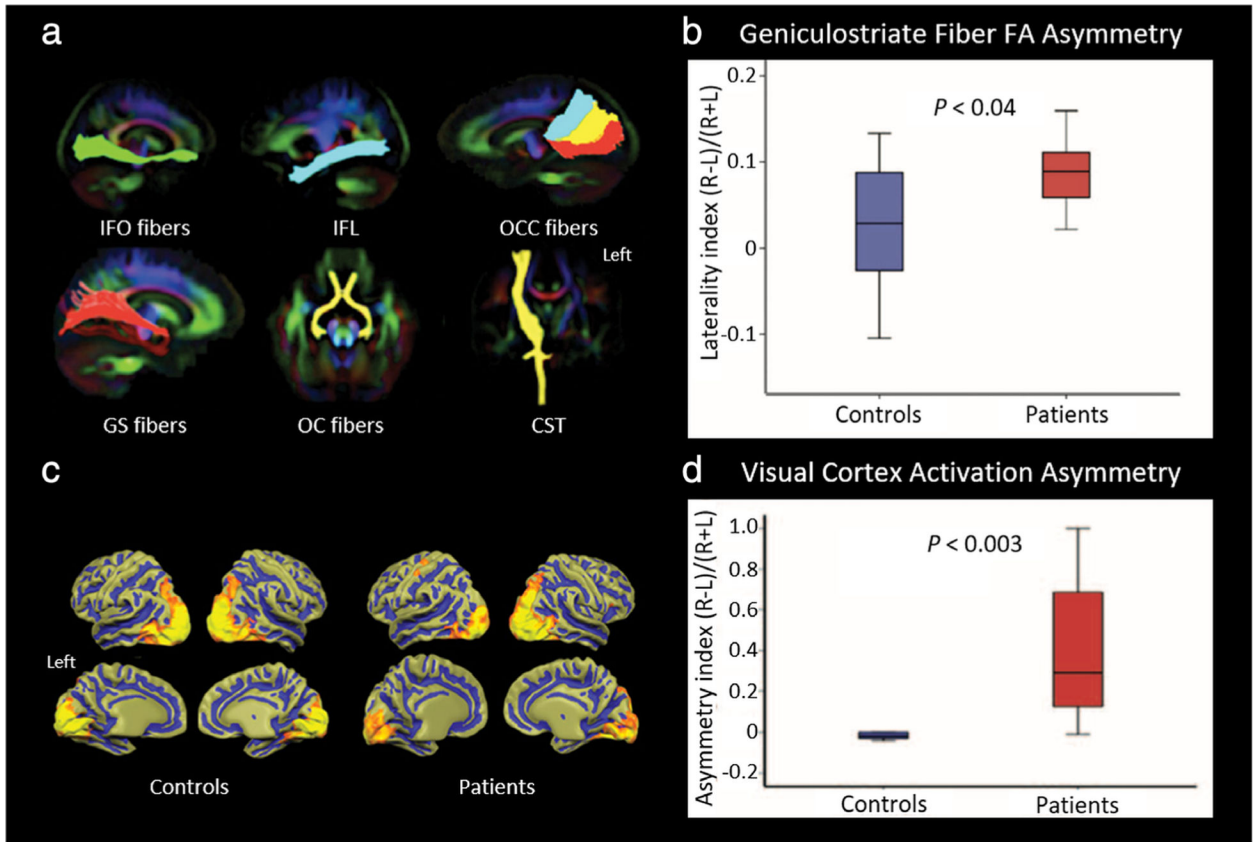 a
IFO fibers
IFL
OCC fibers
Left
GS fibers
OC fibers
CST
b
Geniculostriate Fiber FA Asymmetry
Laterality index (R-L)/(R+L)
0.2
0.1
0
-0.1
P < 0.04
Controls
Patients
c
Left
Controls
Patients
d
Visual Cortex Activation Asymmetry
Asymmetry index (R-L)/(R+L)
1.0
0.8
0.6
0.4
0.2
0
-0.2
P < 0.003
Controls
Patients